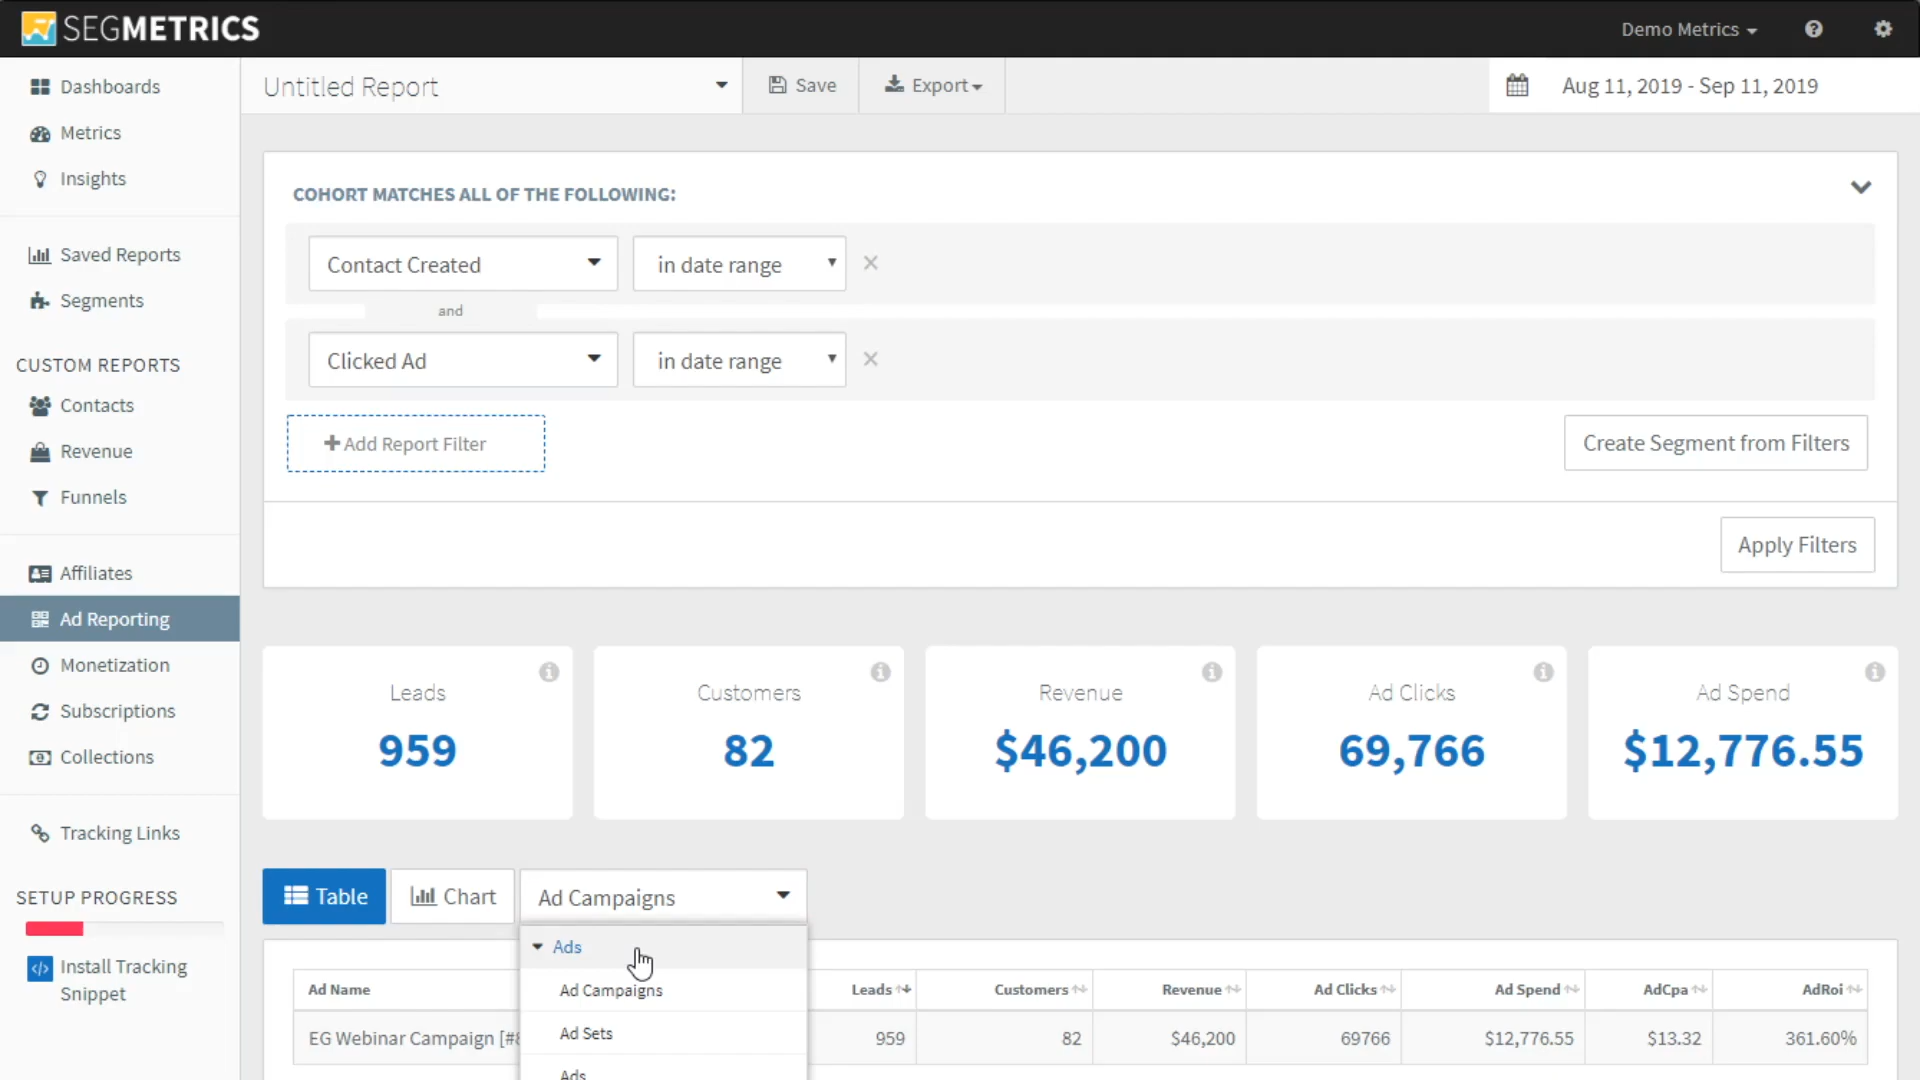 SEGMETRICS
Demo Metrics
Dashboards
Metrics
Insights
Saved Reports
Segments
CUSTOM REPORTS
Contacts
Revenue
Funnels
Affiliates
Ad Reporting
Monetization
Subscriptions
Collections
Tracking Links
SETUP PROGRESS
Install Tracking
Snippet
Untitled Report
Save
Export
Aug 11, 2019 - Sep 11, 2019
COHORT MATCHES ALL OF THE FOLLOWING:
Contact Created
in date range
and
Clicked Ad
in date range
Add Report Filter
Create Segment from Filters
Apply Filters
Leads
959
Customers
82
Revenue
$46,200
Ad Clicks
69,766
Ad Spend
$12,776.55
Table
Chart
Ad Campaigns
Ads
Ad Campaigns
Ad Sets
Ads
Ad Name Leads Customers Revenue Ad Clicks Ad Spend AdCpa AdRoi
EG Webinar Campaign 959 82 $46,200 69766 $12,776.55 $13.32 361.60%